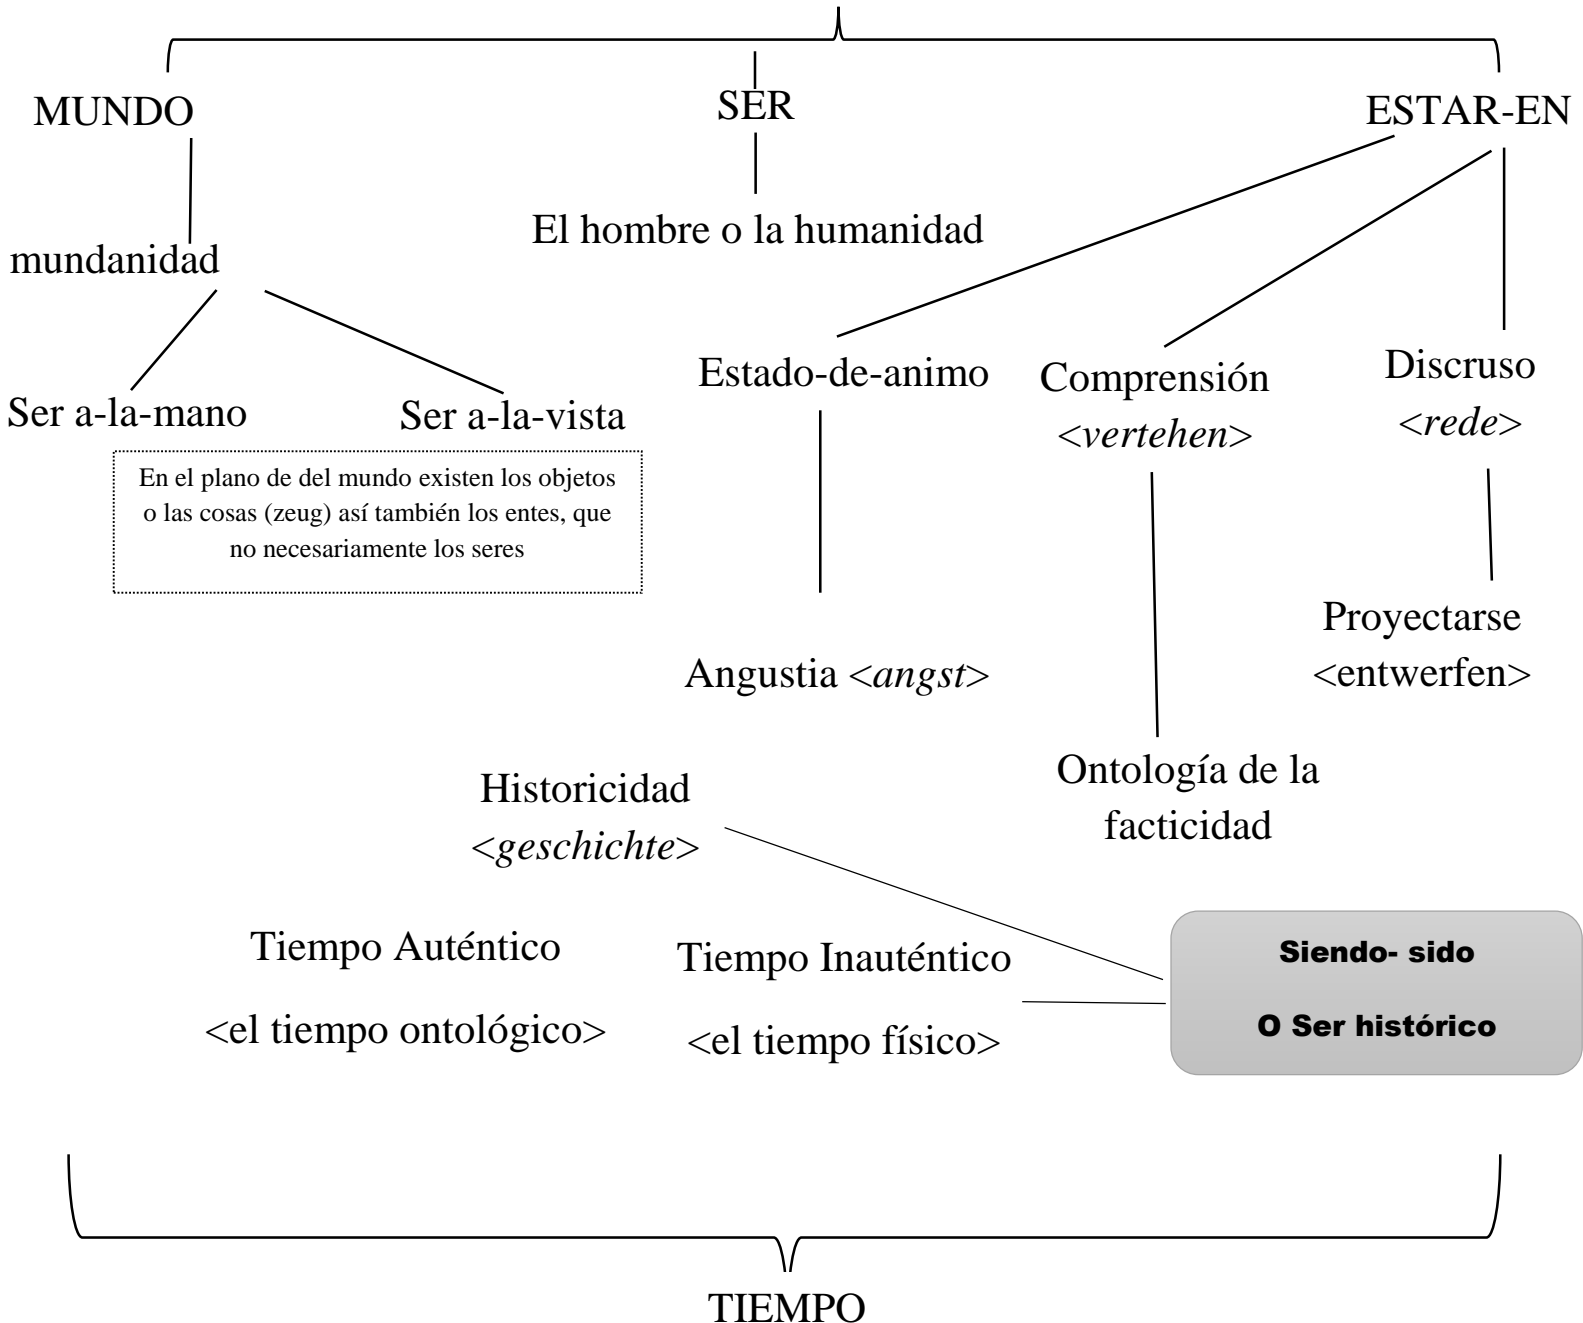 MUNDO
SER
ESTAR-EN
El hombre o la humanidad
mundanidad
Ser a-la-mano
Ser a-la-vista
En el plano de del mundo existen los objetos
o las cosas (zeug) así también los entes, que
no necesariamente los seres
Estado-de-animo
Comprensión
<vertehen>
Discruso
<rede>
Angustia <angst>
Proyectarse
<entwerfen>
Ontología de la
facticidad
Historicidad
<geschichte>
Tiempo Auténtico
<el tiempo ontológico>
Tiempo Inauténtico
<el tiempo físico>
Siendo- sido
O Ser histórico
TIEMPO